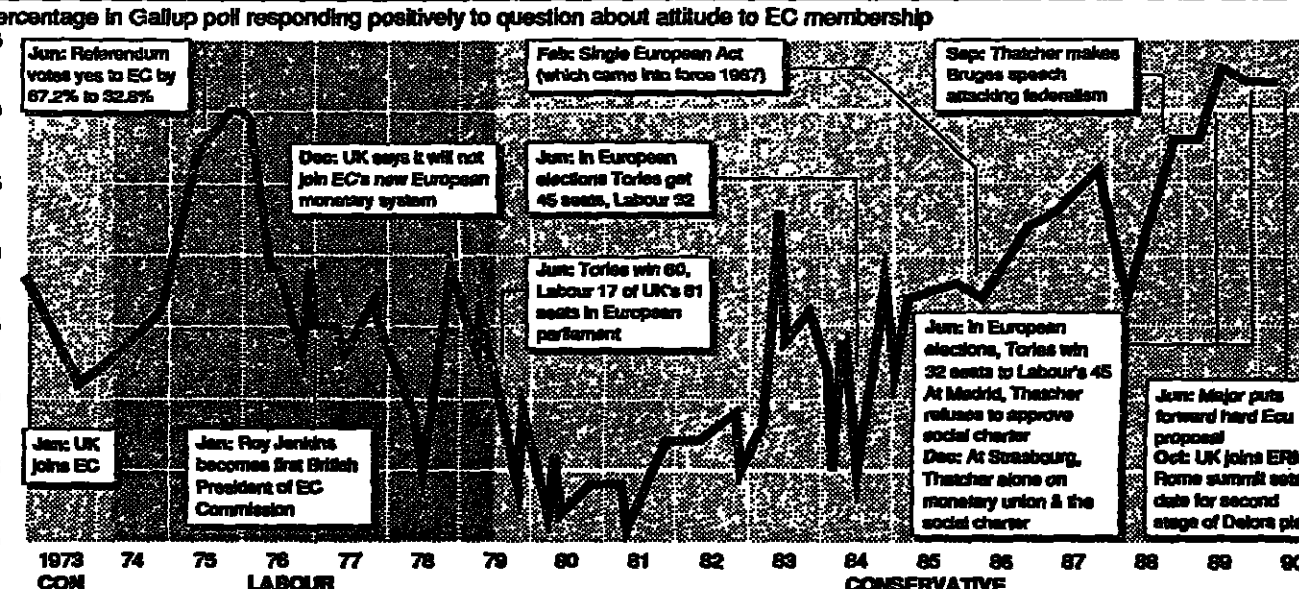 ercentage in Gallup poll responding positively to question about attitude to EC membership
Jun: Referendum
votes yes to EC by
67.2% to 32.8%
Feb: Single European Act
(which came into force 1987)
Sep: Thatcher makes
Bruges speech
attacking federalism
Dec: UK says it will not
join EC's new European
monetary system
Jun: In European
elections Tories get
45 seats, Labour 32
Jun: Tories win 60,
Labour 17 of UK's 81
seats in European
parliament
Jun: In European
elections, Tories win
32 seats to Labour's 45
At Madrid, Thatcher
refuses to approve
social charter
Dec: At Strasbourg,
Thatcher alone on
monetary union & the
social charter
Jun: Major puts
forward hard Ecu
proposal
Oct: UK joins ERM
Rome summit sets
date for second
stage of Delors pl
Jan: UK
joins EC
Jan: Roy Jenkins
becomes first British
President of EC
Commission
1973 74 75 76 77 78 79 80 81 82 83 84 85 86 87 88 89 90
CON LABOUR CONSERVATIVE